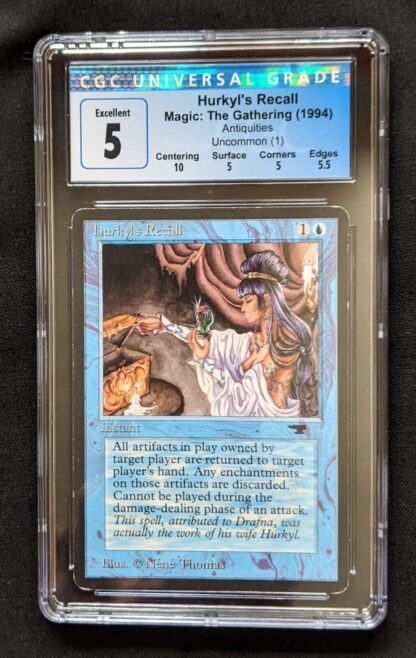 CGC UNIVERSAL GRADE
Excellent
5
Hurkyl's Recall
Magic: The Gathering (1994)
Antiquities
Uncommon (1)
Centering Surface Corners Edges
10 5 5 5.5
Hurkyl's Recall 1
Instant
All artifacts in play owned by
target player are returned to target
player's hand. Any enchantments
on those artifacts are discarded.
Cannot be played during the
damage-dealing phase of an attack.
This spell, attributed to Drafna, was
actually the work of his wife Hurkyl.
Illus. © Néné Thomas